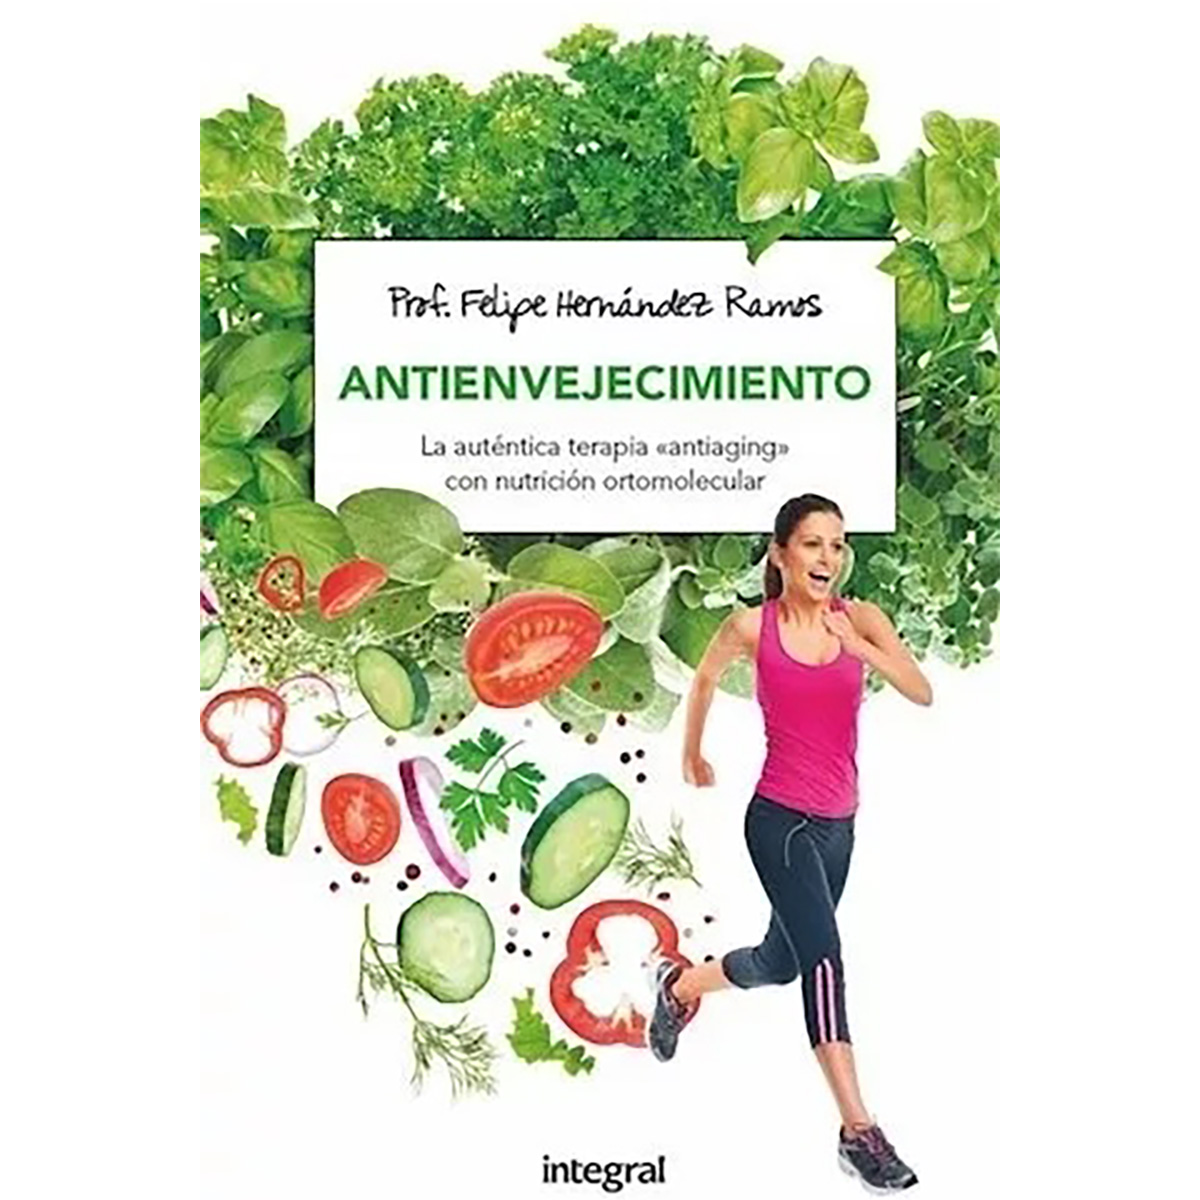 Prof. Felipe Hernández Ramos
ANTIENVEJECIMIENTO
La auténtica terapia «antiaging»
con nutrición ortomolecular
integral